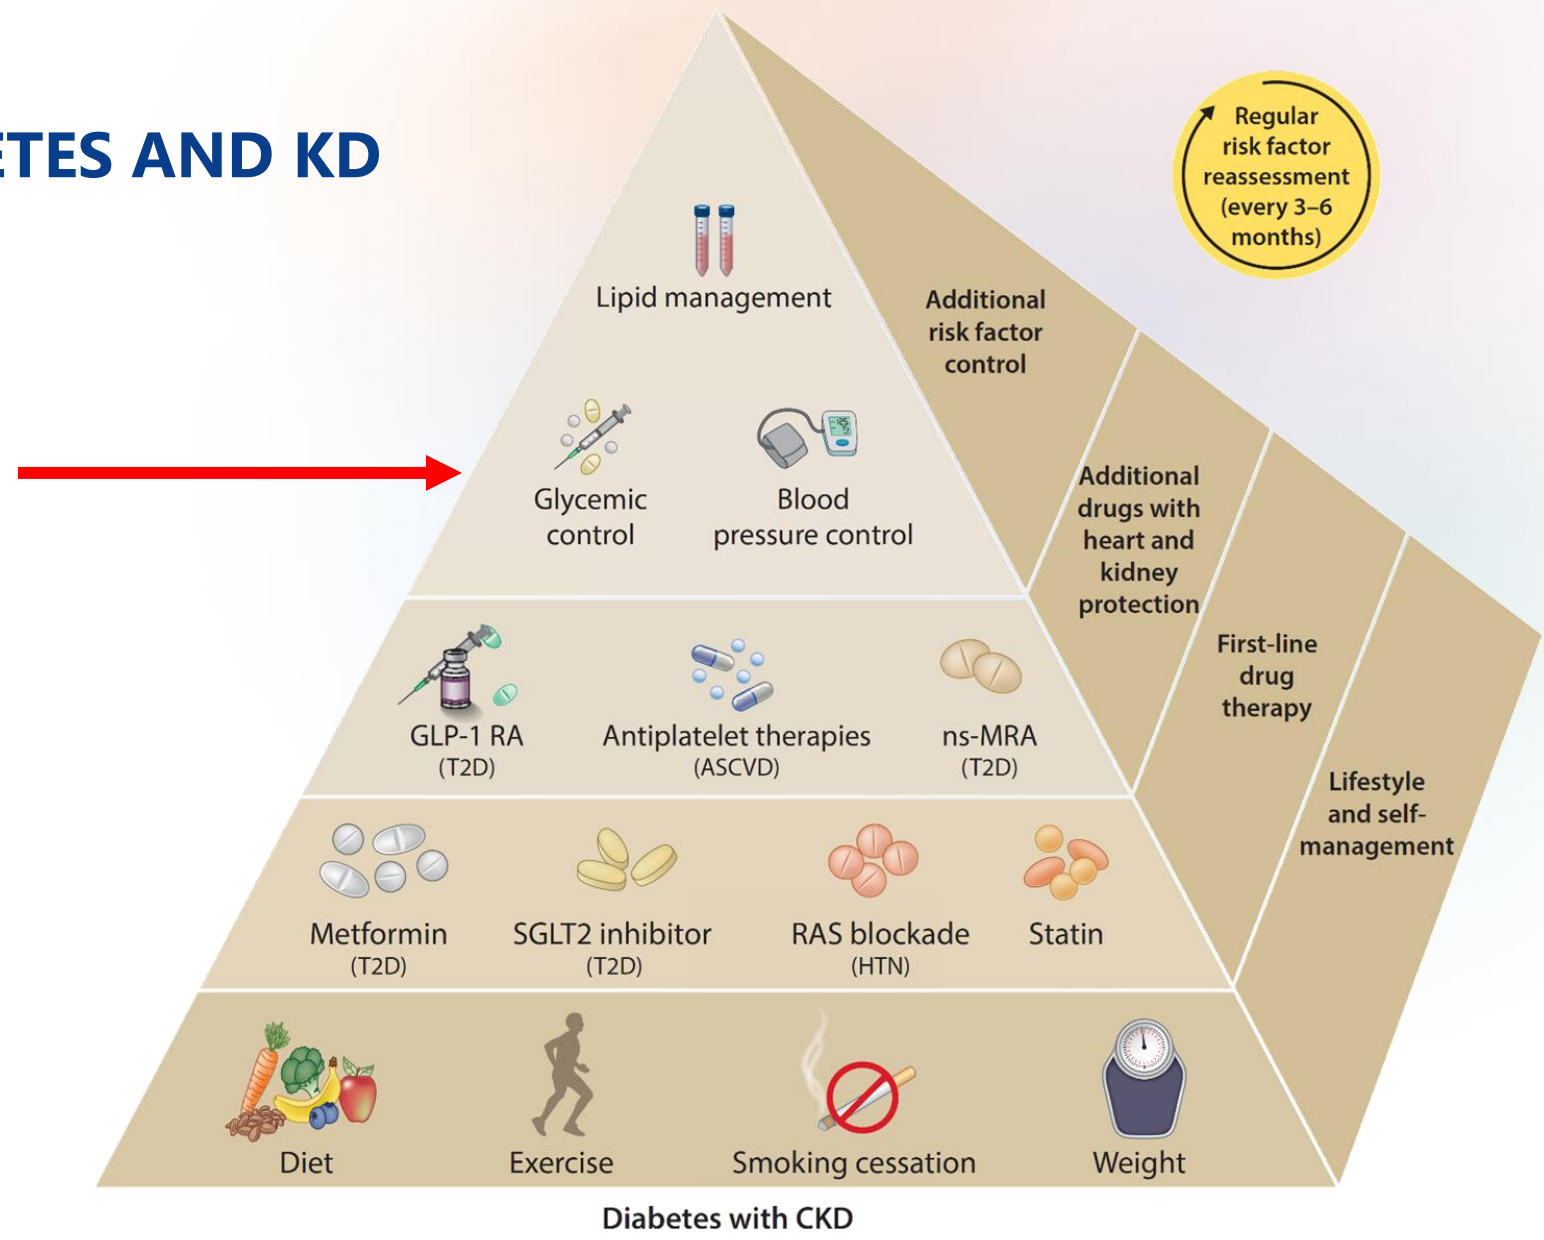 ETES AND KD
Regular
risk factor
reassessment
(every 3–6
months)
Lipid management
Additional
risk factor
control
Glycemic
control
Blood
pressure control
Additional
drugs with
heart and
kidney
protection
GLP-1 RA
(T2D)
Antiplatelet therapies
(ASCVD)
ns-MRA
(T2D)
First-line
drug
therapy
Metformin
(T2D)
SGLT2 inhibitor
(T2D)
RAS blockade
(HTN)
Statin
Lifestyle
and self-
management
Diet
Exercise
Smoking cessation
Weight
Diabetes with CKD